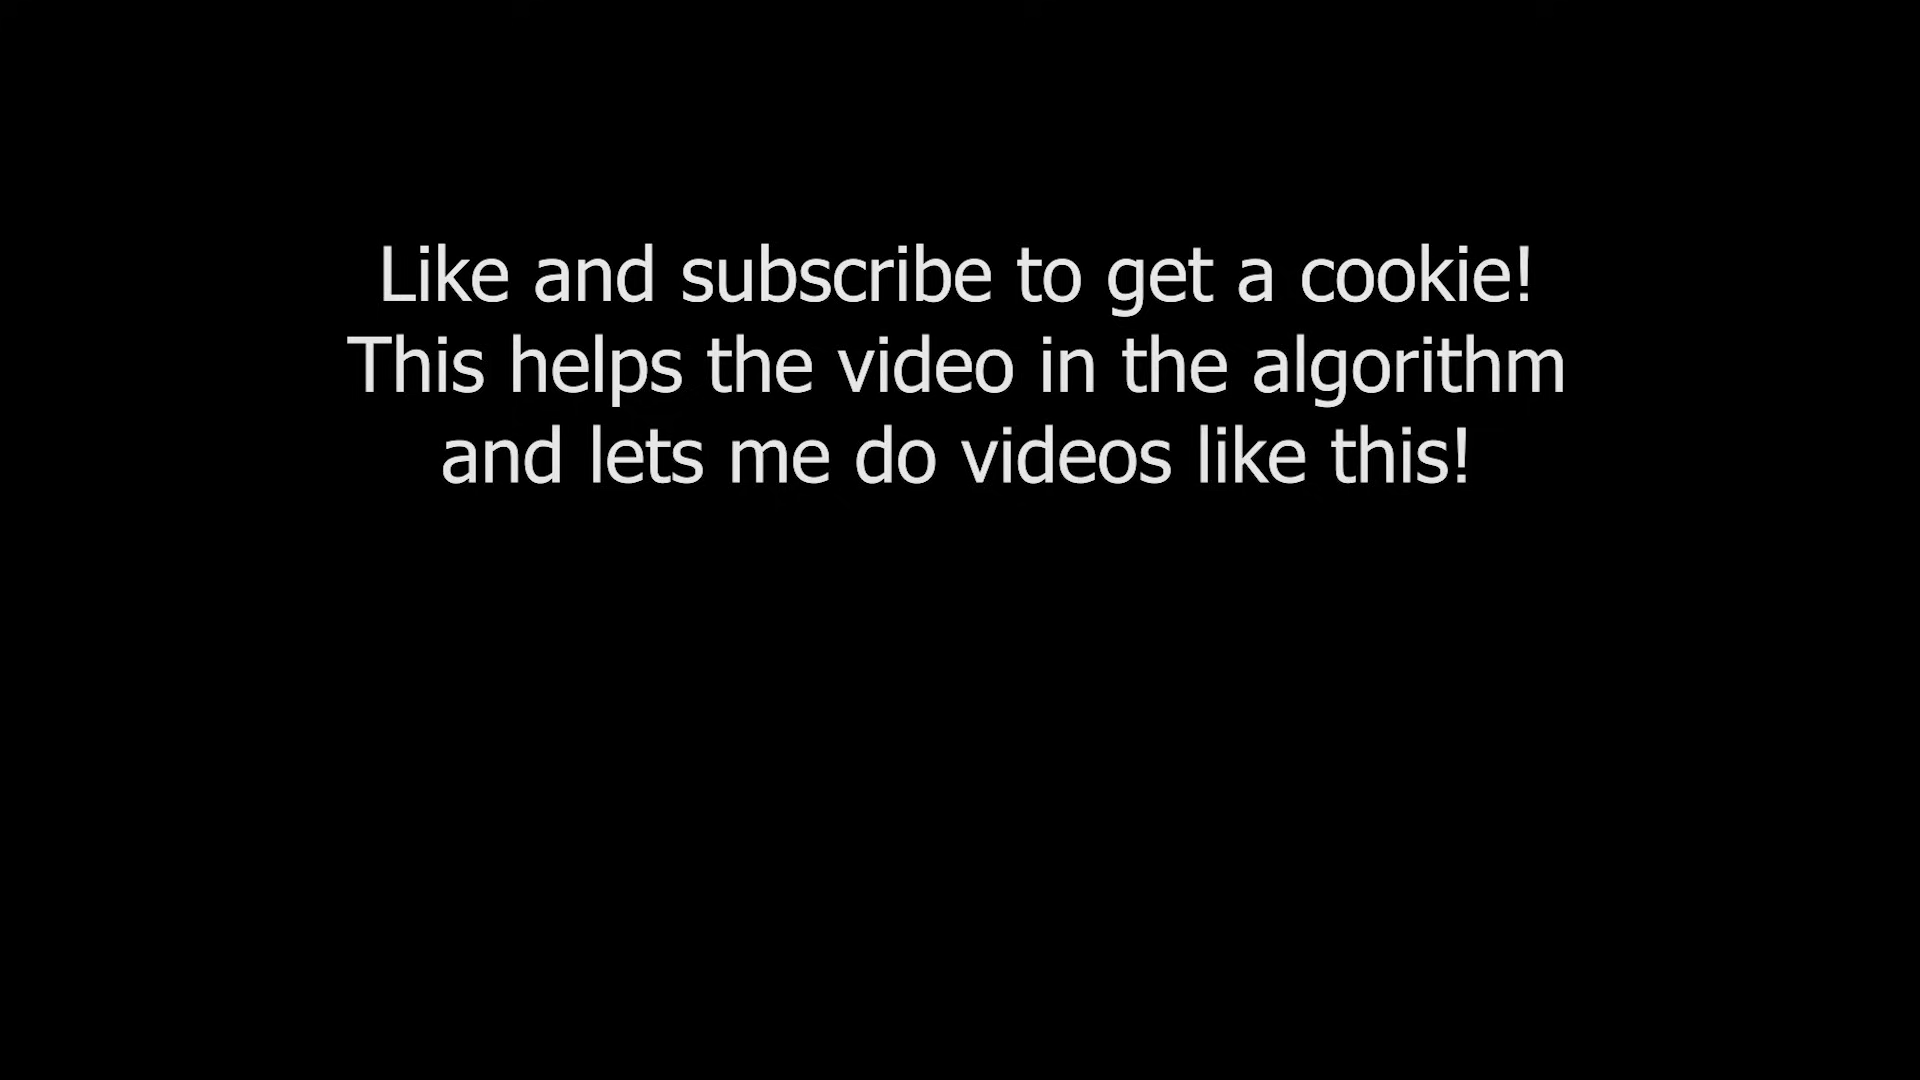 Like and subscribe to get a cookie!
This helps the video in the algorithm
and lets me do videos like this!